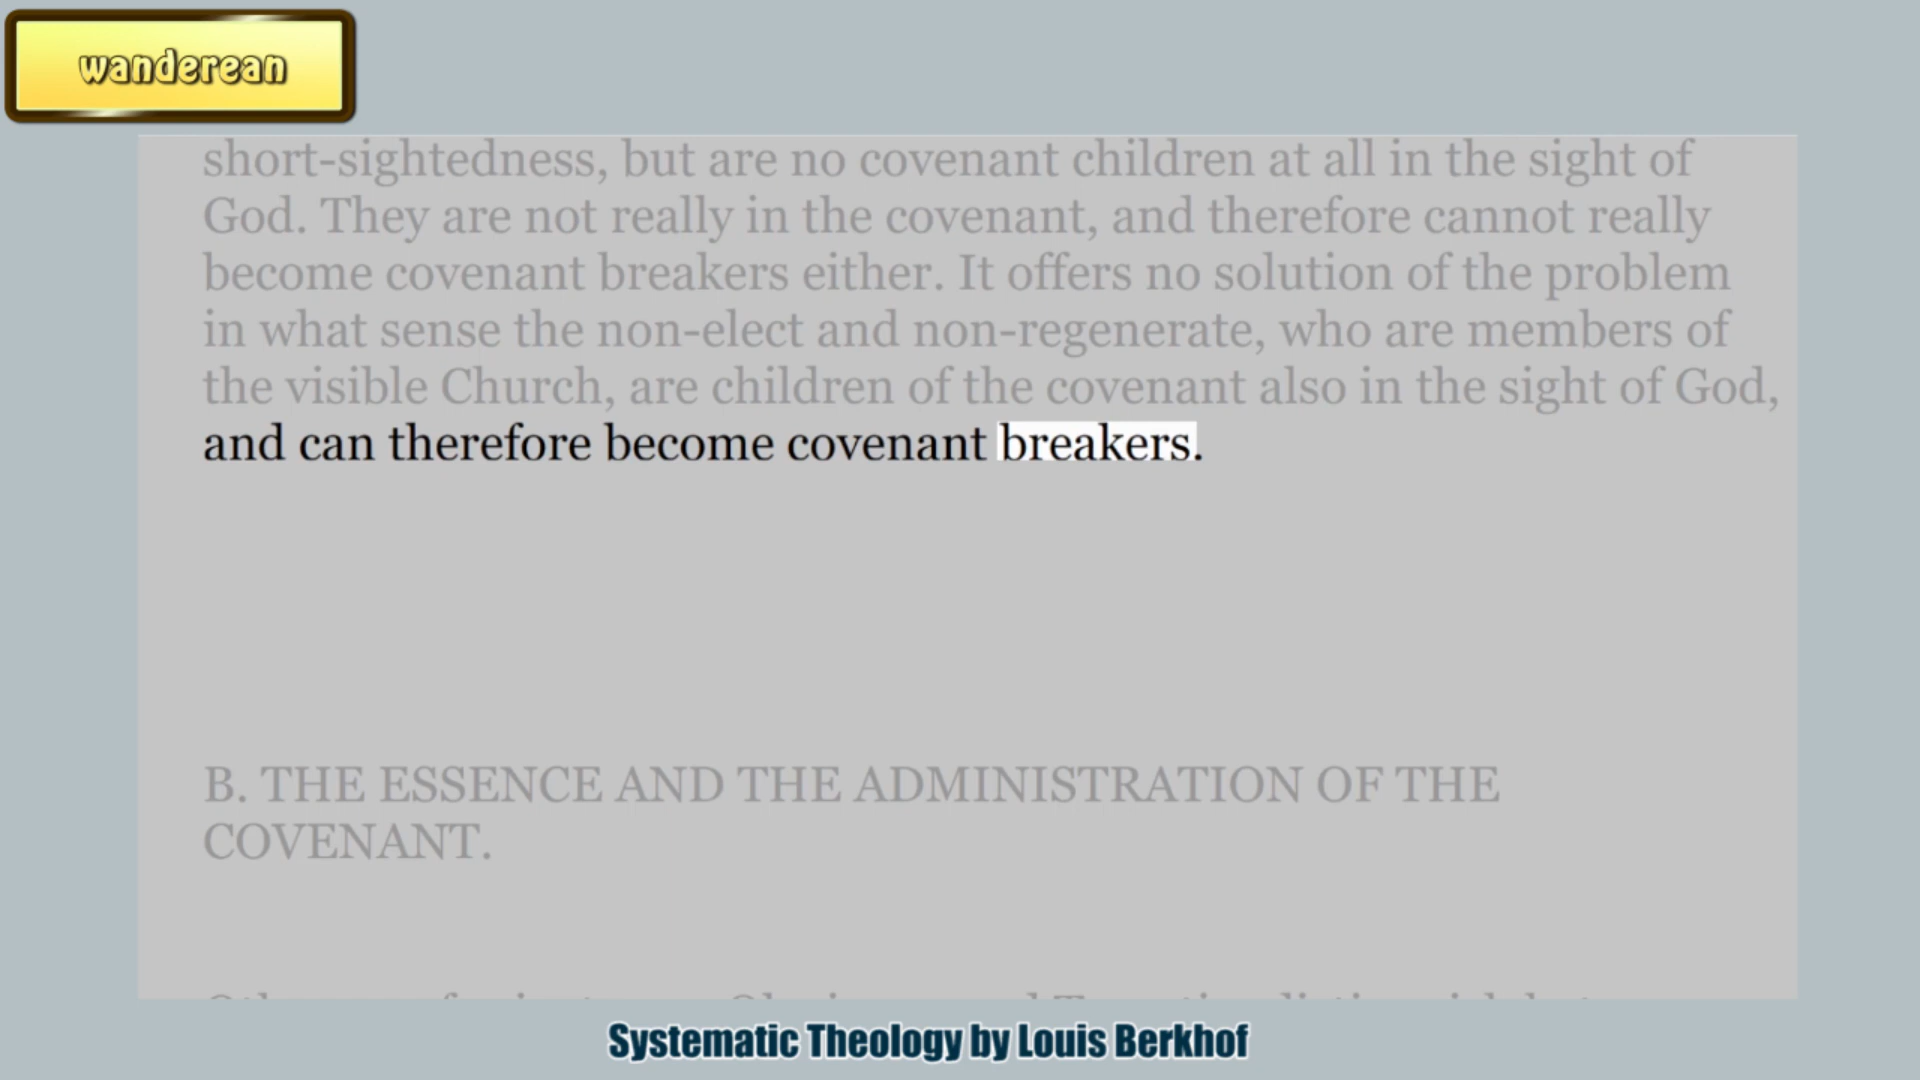 wanderean
short-sightedness, but are no covenant children at all in the sight of
God. They are not really in the covenant, and therefore cannot really
become covenant breakers either. It offers no solution of the problem
in what sense the non-elect and non-regenerate, who are members of
the visible Church, are children of the covenant also in the sight of God,
and can therefore become covenant breakers.
B. THE ESSENCE AND THE ADMINISTRATION OF THE
COVENANT.
Systematic Theology by Louis Berkhof